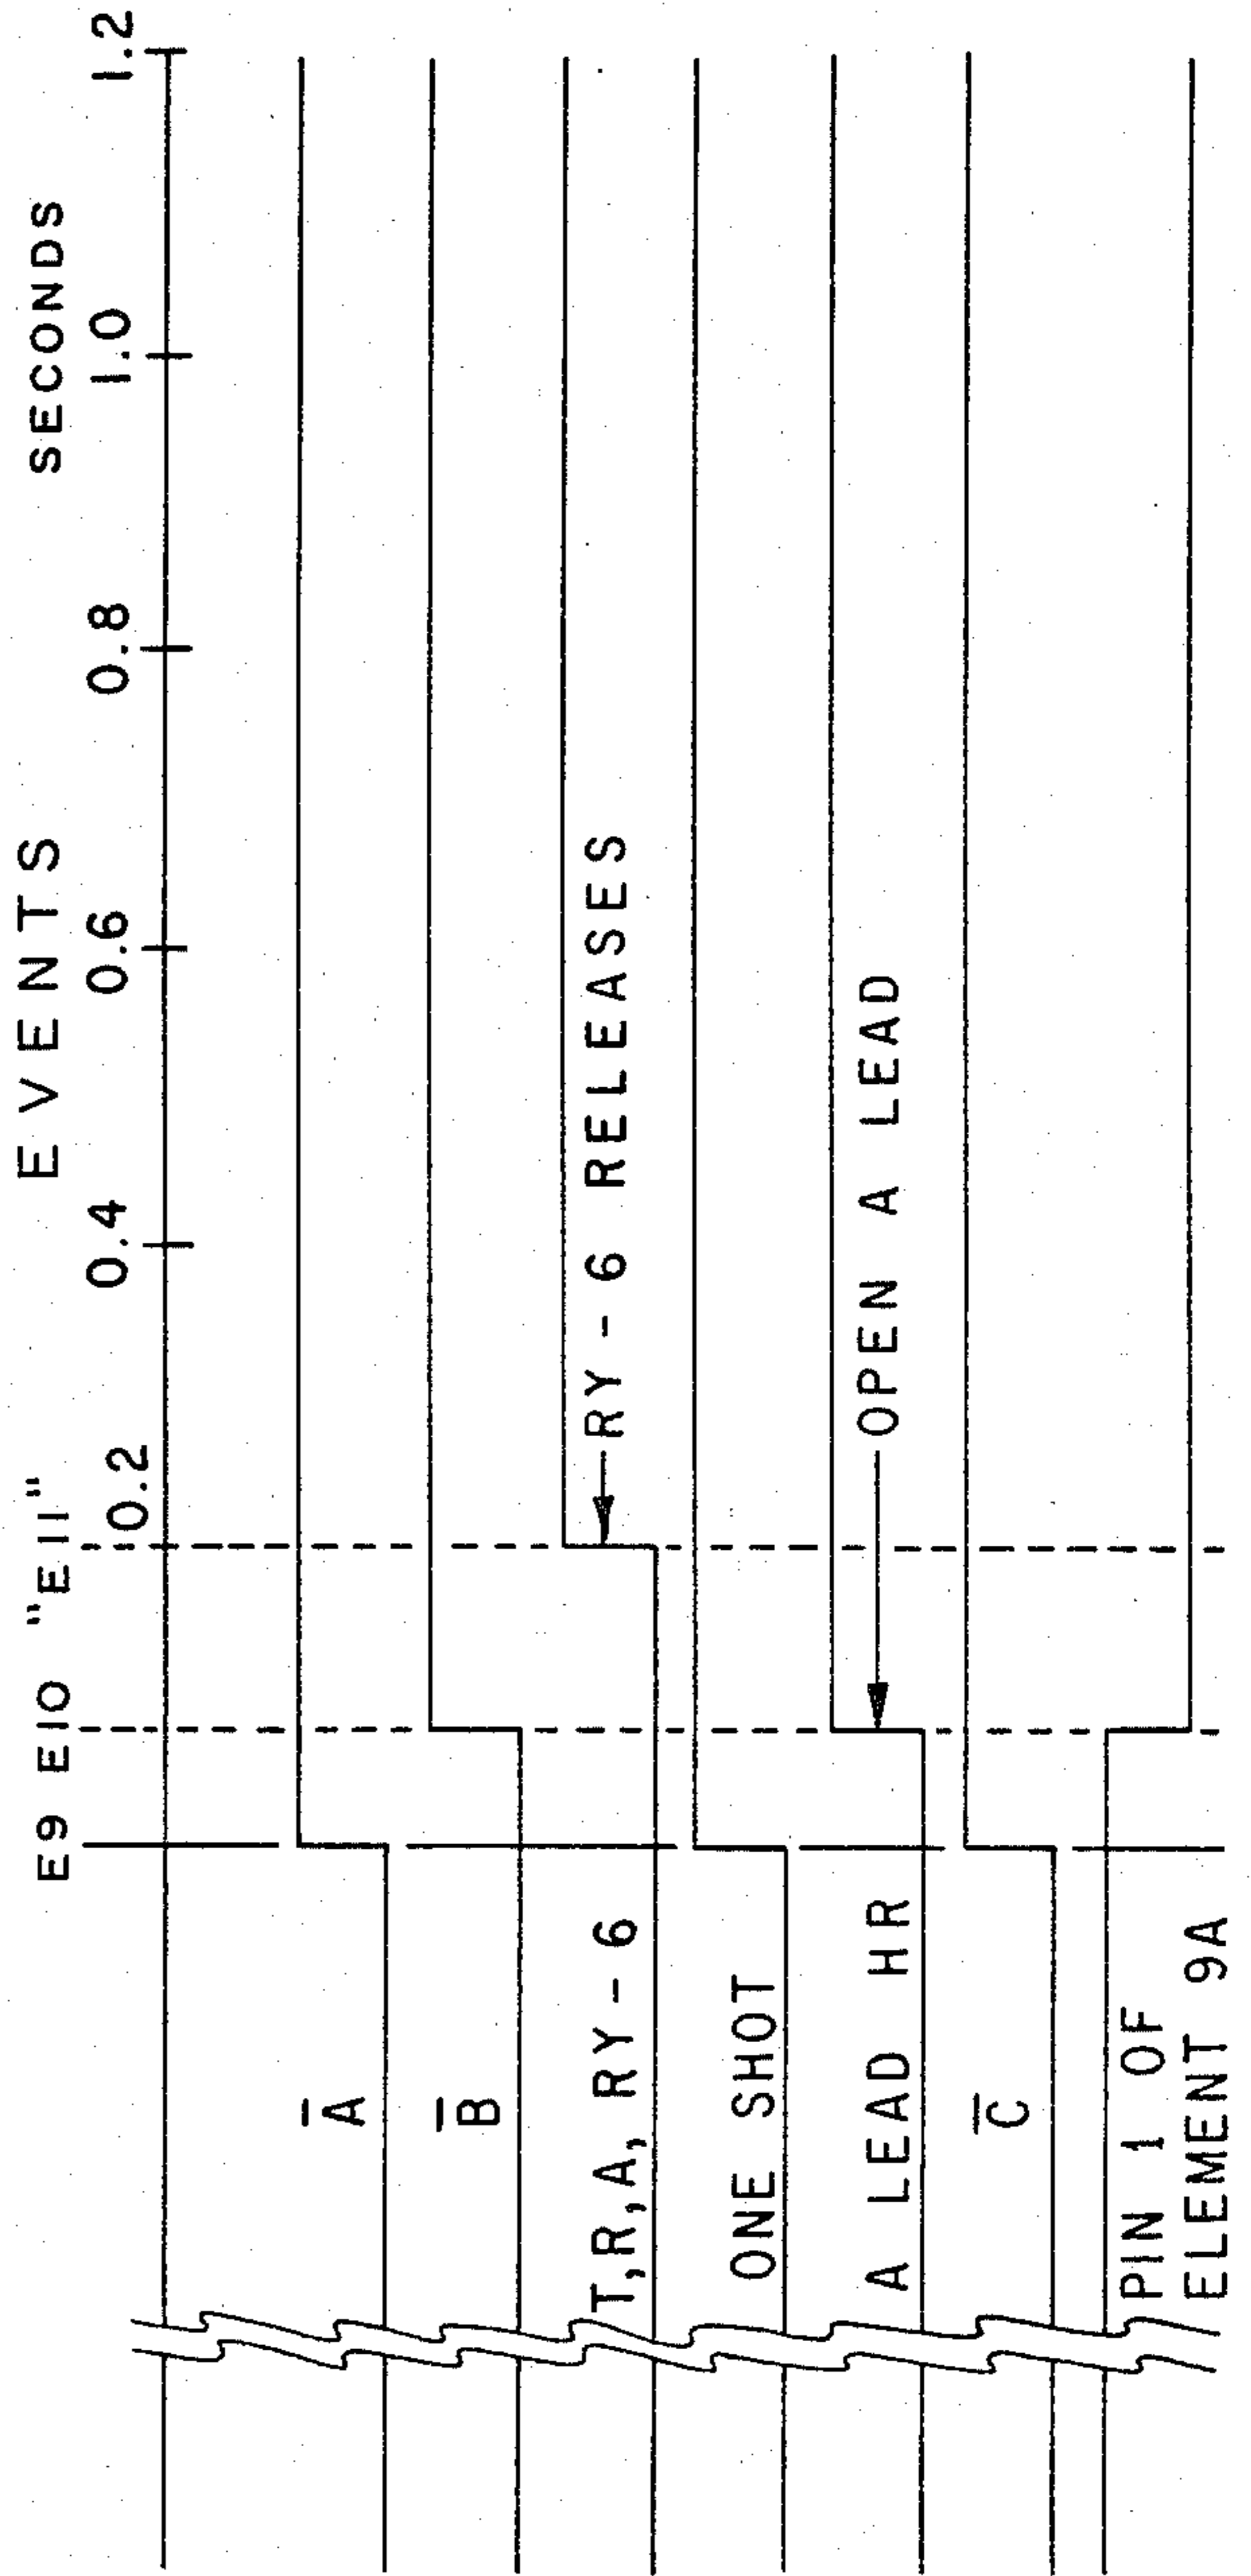 EVENTS
E9 E10 "E11"
SECONDS
0.2 0.4 0.6 0.8 1.0 1.2
A̅
B̅
T,R,A, RY-6
RY-6 RELEASES
ONE SHOT
A LEAD HR
OPEN A LEAD
C̅
PIN 1 OF
ELEMENT 9A